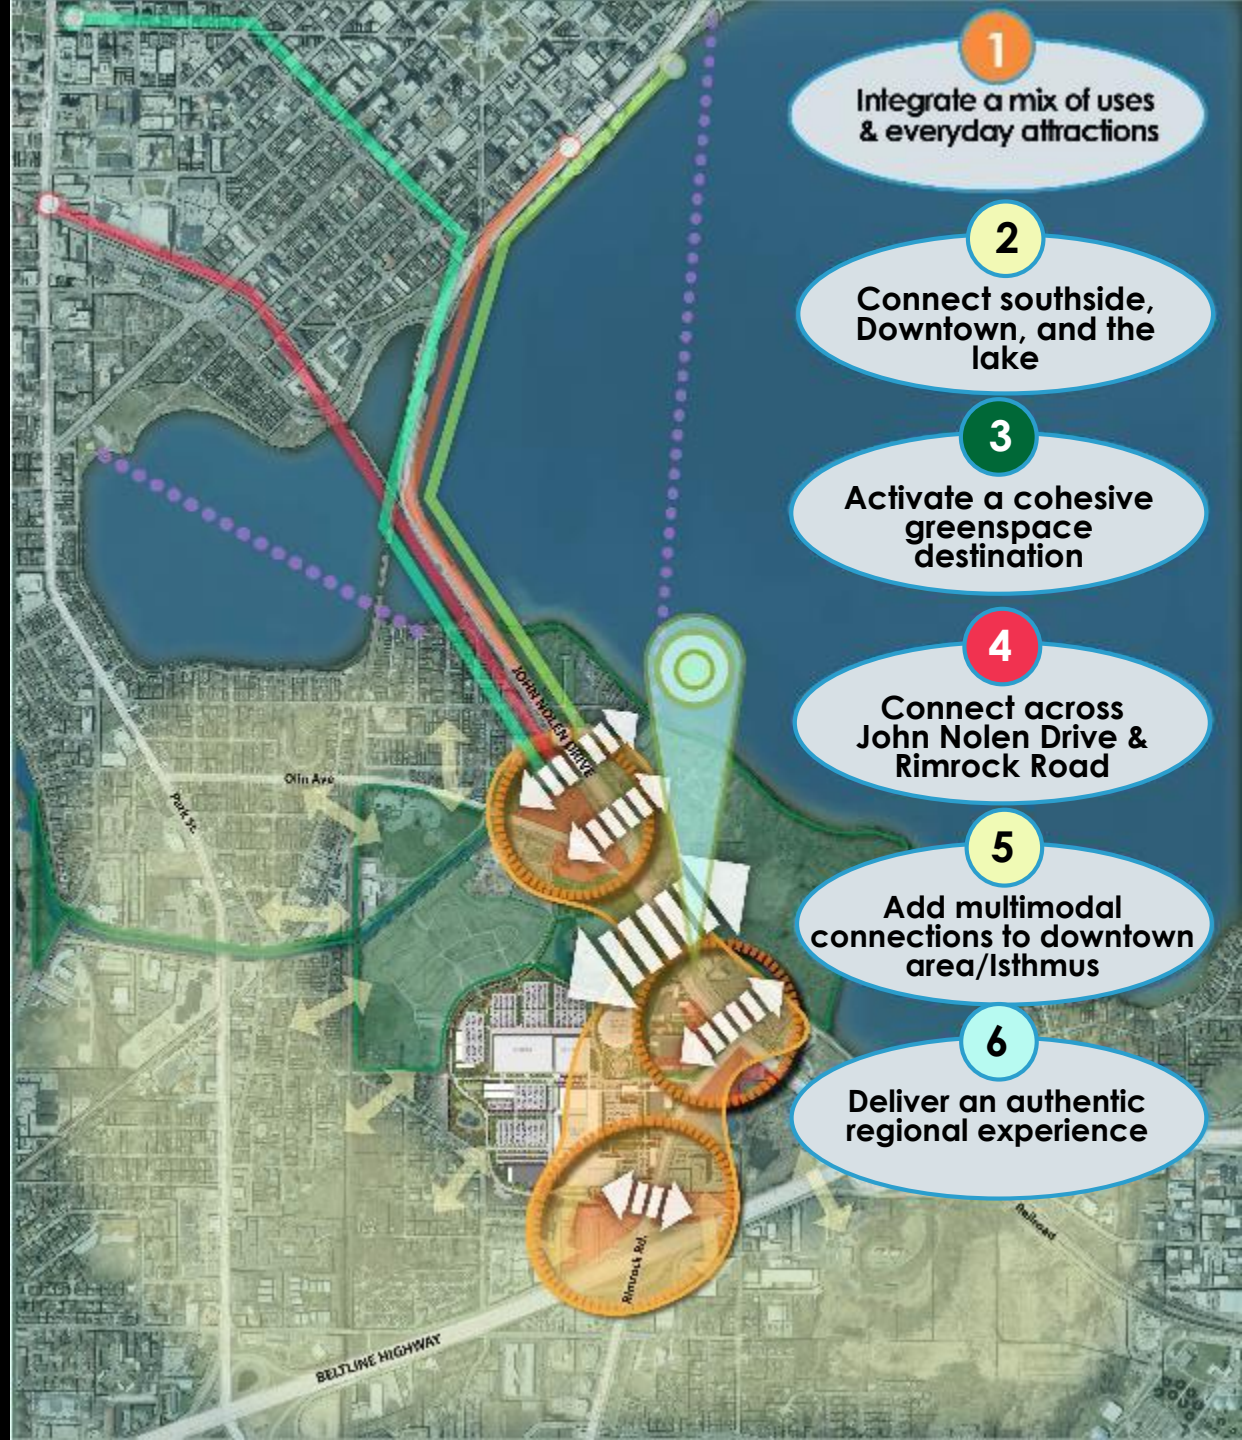 1
Integrate a mix of uses
& everyday attractions
2
Connect southside,
Downtown, and the
lake
3
Activate a cohesive
greenspace
destination
4
Connect across
John Nolen Drive &
Rimrock Road
5
Add multimodal
connections to downtown
area/Isthmus
6
Deliver an authentic
regional experience
JOHN NOLEN DRIVE
Olin Ave
Park St.
Railroad
Rimrock Rd.
BELTLINE HIGHWAY